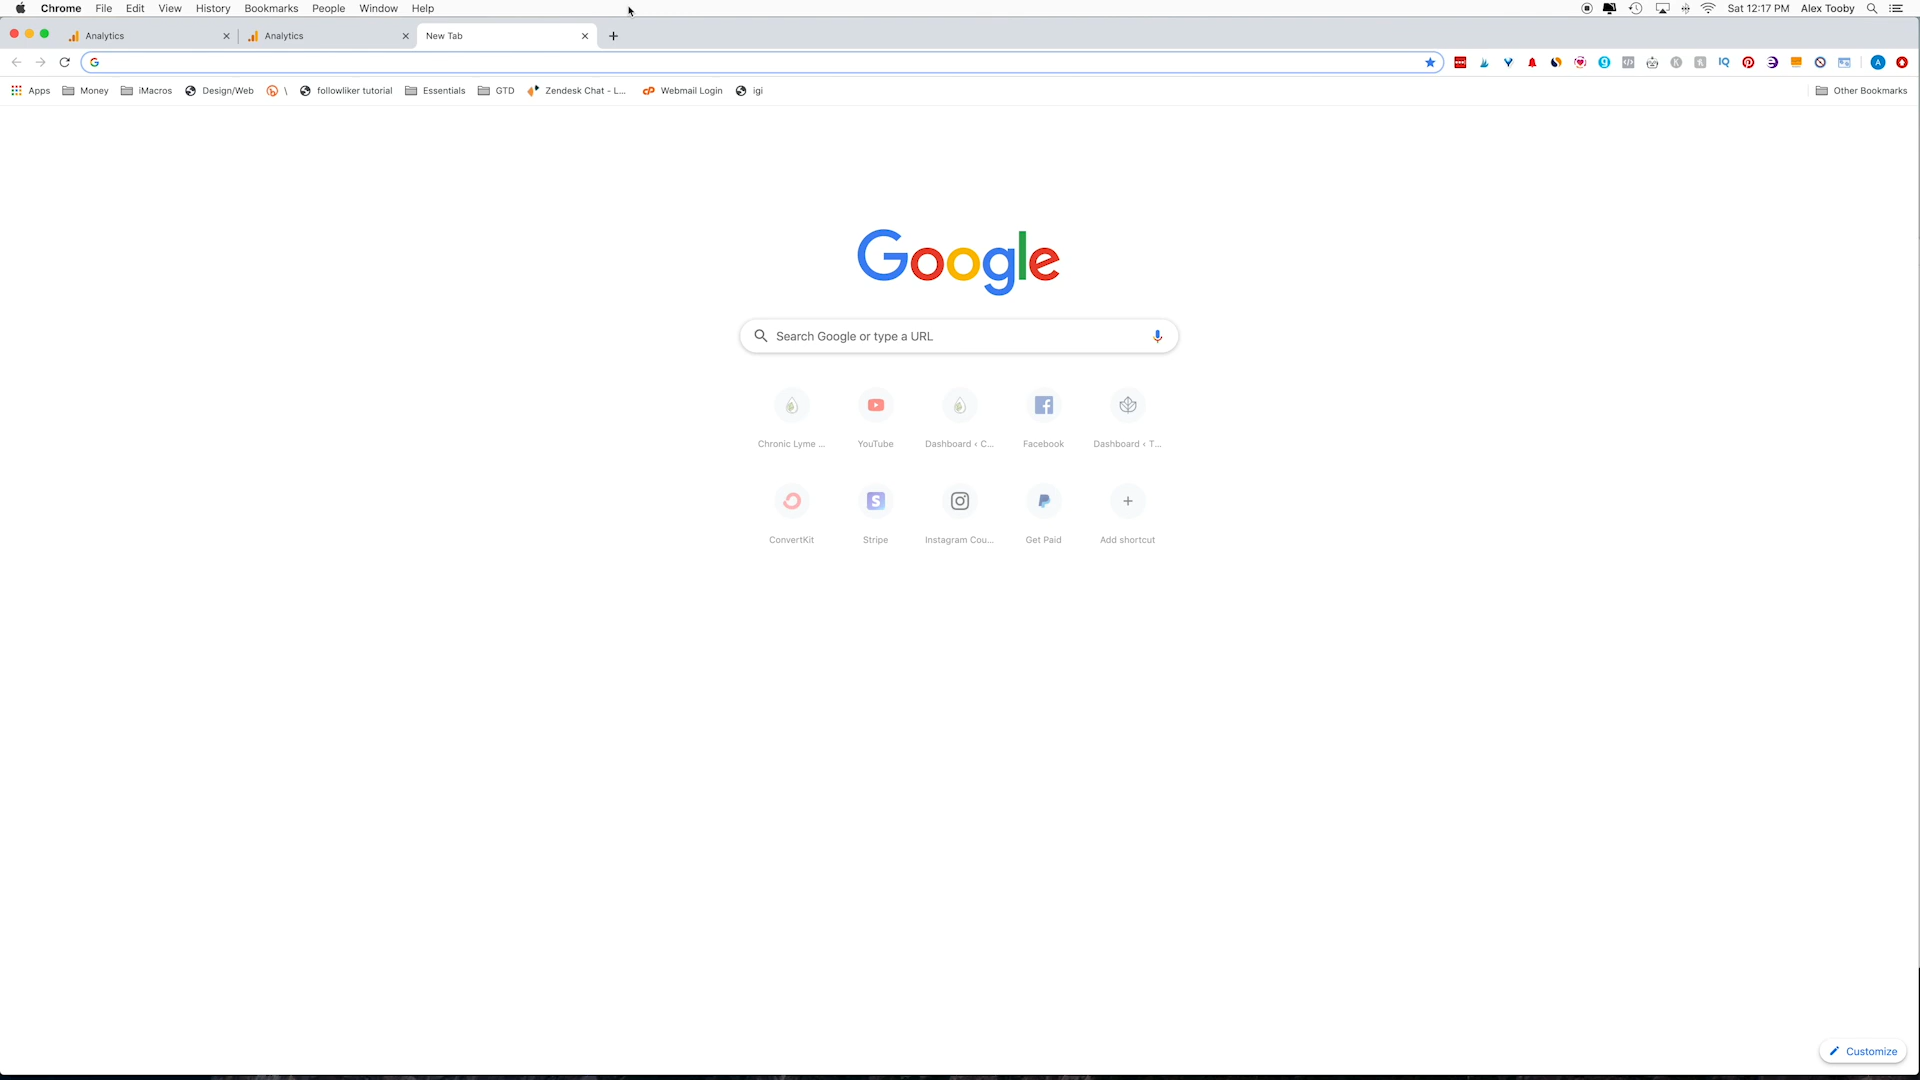 Chrome File Edit View History Bookmarks People Window Help Sat 12:17 PM Alex Tooby
Analytics Analytics New Tab
Apps Money iMacros Design/Web \ followliker tutorial Essentials GTD Zendesk Chat - L... Webmail Login igi Other Bookmarks
Google
Search Google or type a URL
Chronic Lyme ... YouTube Dashboard ‹ C... Facebook Dashboard ‹ T...
ConvertKit Stripe Instagram Cou... Get Paid Add shortcut
Customize